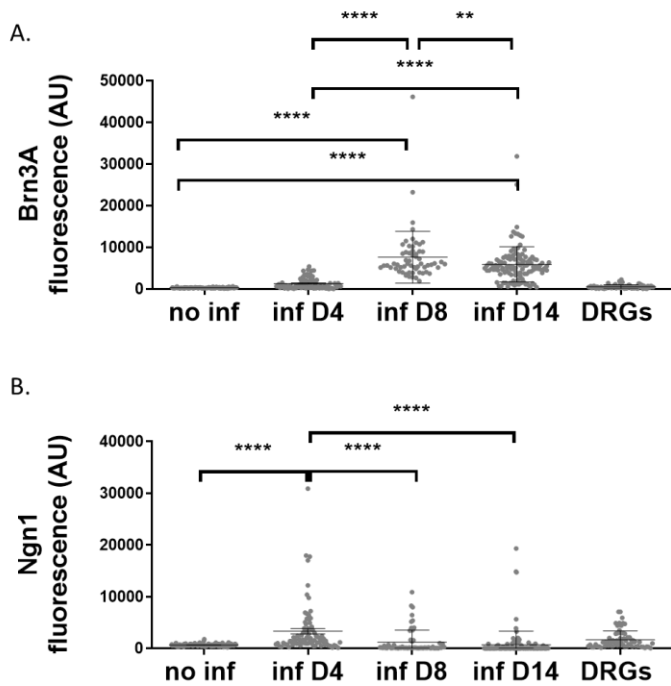 A.
**** **
****
****
****
Brn3A
fluorescence (AU)
50000
40000
30000
20000
10000
0
no inf inf D4 inf D8 inf D14 DRGs
B.
****
**** ****
Ngn1
fluorescence (AU)
40000
30000
20000
10000
0
no inf inf D4 inf D8 inf D14 DRGs